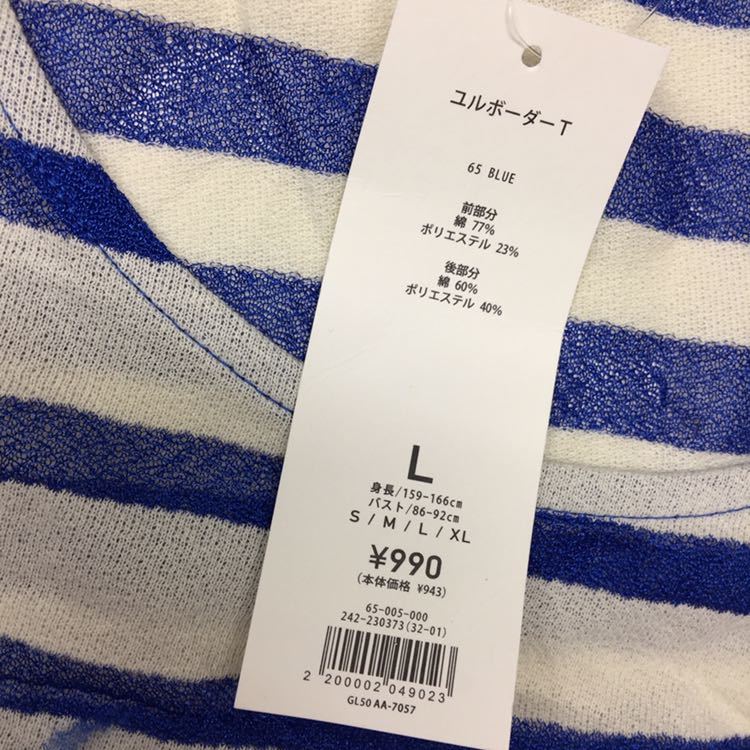 ユルボーダーT
65 BLUE
前部分
綿 77%
ポリエステル 23%
後部分
綿 60%
ポリエステル 40%
L
身長/159-166cm
バスト/86-92cm
S / M / L / XL
¥990
(本体価格 ¥943)
65-005-000
242-230373(32-01)
2 200002 049023
GL50 AA-7057